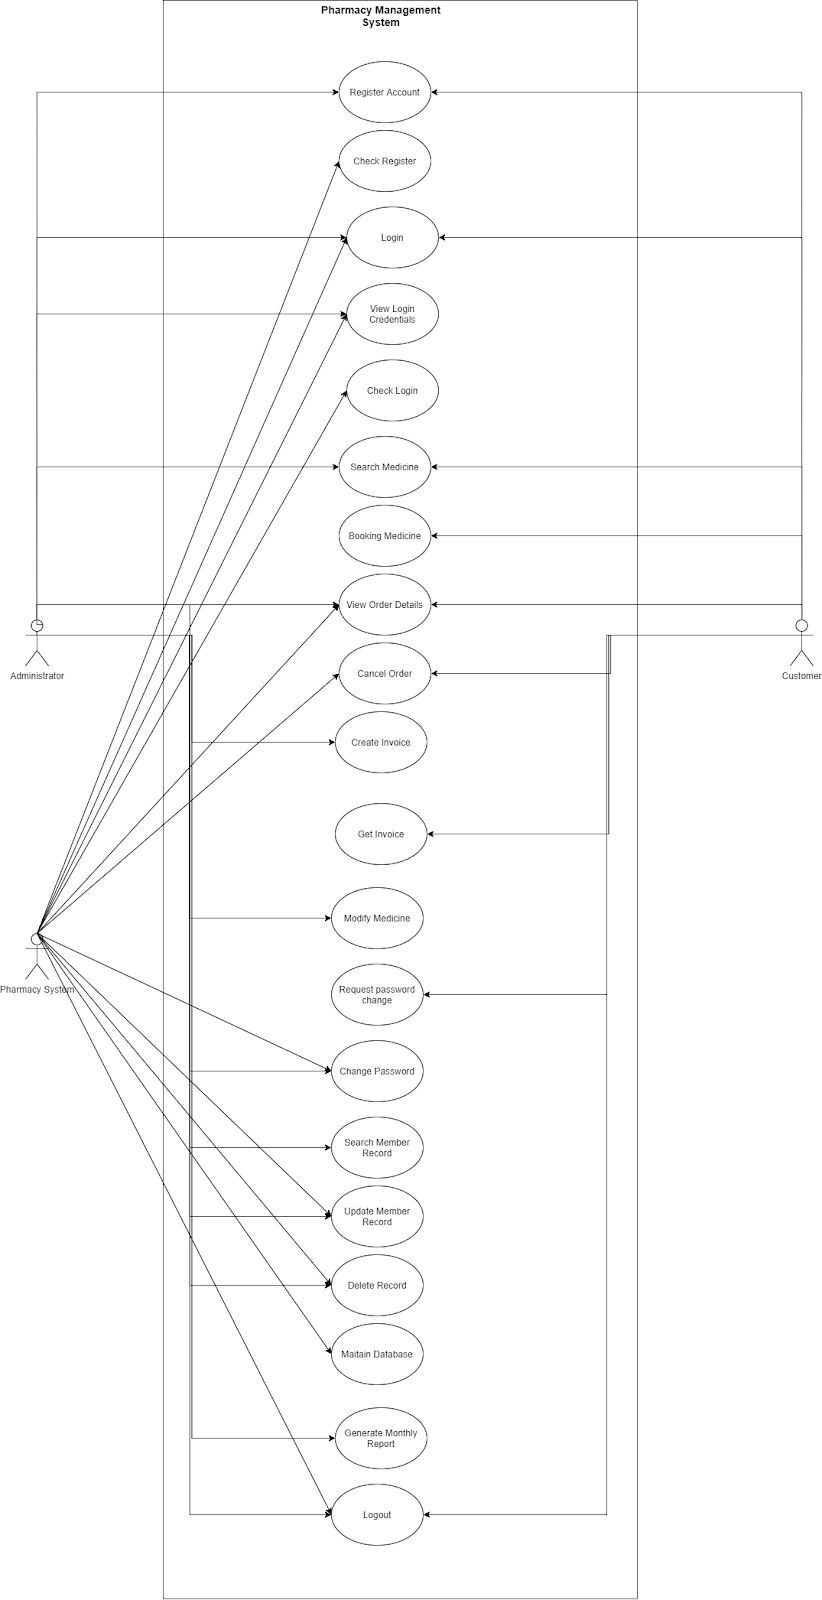 Pharmacy Management
System
Register Account
Check Register
Login
View Login
Credentials
Check Login
Search Medicine
Booking Medicine
View Order Details
Administrator
Customer
Cancel Order
Create Invoice
Get Invoice
Modify Medicine
Pharmacy System
Request password
change
Change Password
Search Member
Record
Update Member
Record
Delete Record
Maitain Database
Generate Monthly
Report
Logout